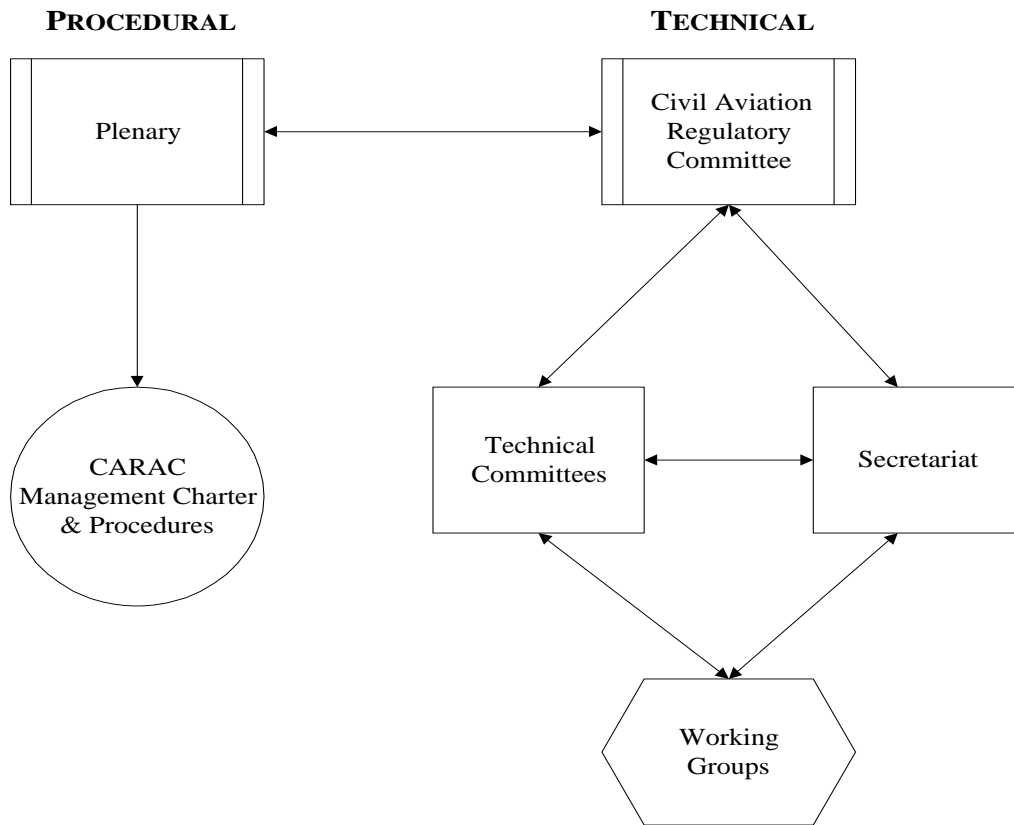 PROCEDURAL
TECHNICAL
Plenary
Civil Aviation
Regulatory
Committee
CARAC
Management Charter
& Procedures
Technical
Committees
Secretariat
Working
Groups